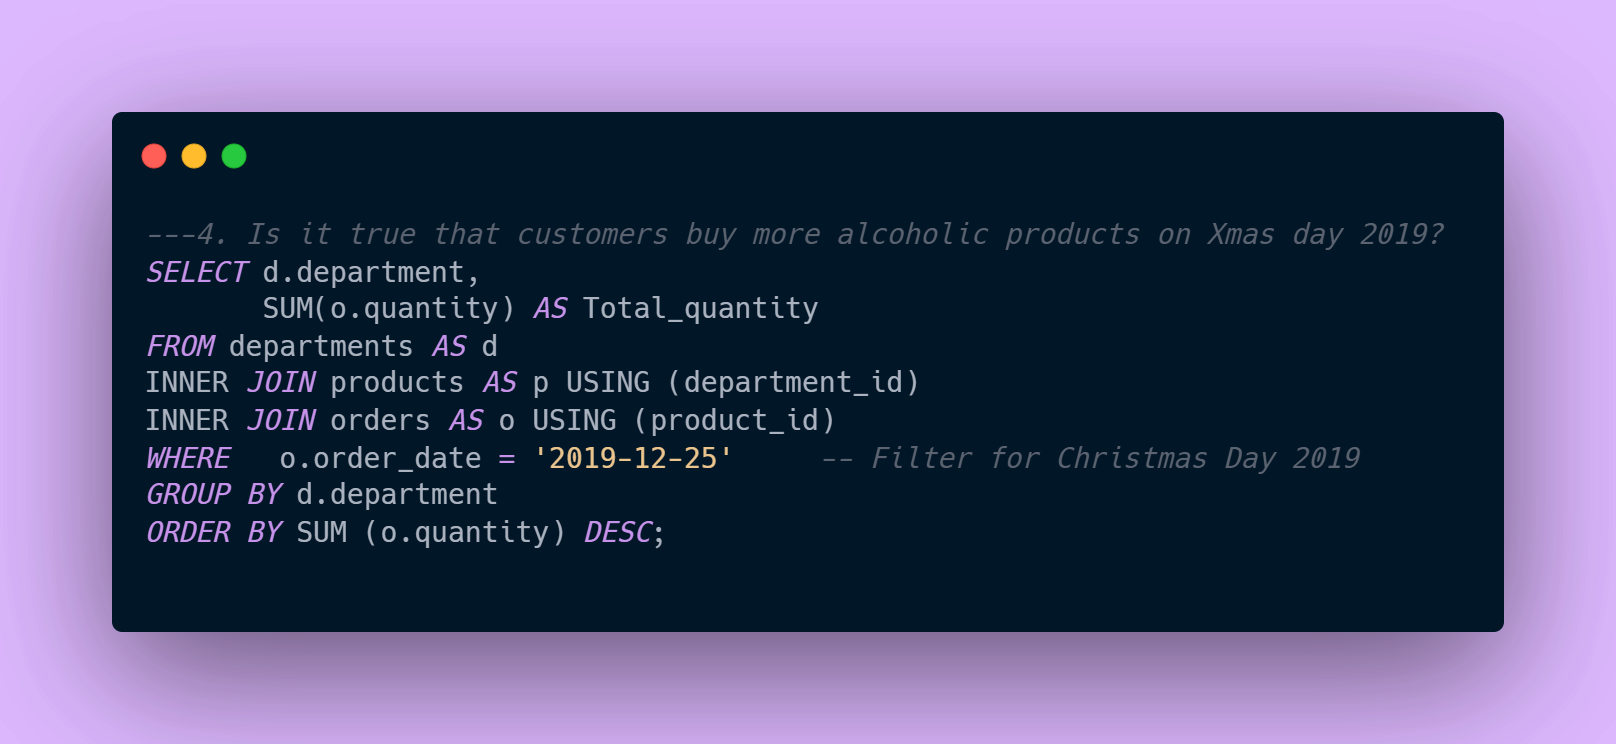 ---4. Is it true that customers buy more alcoholic products on Xmas day 2019?
SELECT d.department,
       SUM(o.quantity) AS Total_quantity
FROM departments AS d
INNER JOIN products AS p USING (department_id)
INNER JOIN orders AS o USING (product_id)
WHERE   o.order_date = '2019-12-25'     -- Filter for Christmas Day 2019
GROUP BY d.department
ORDER BY SUM (o.quantity) DESC;